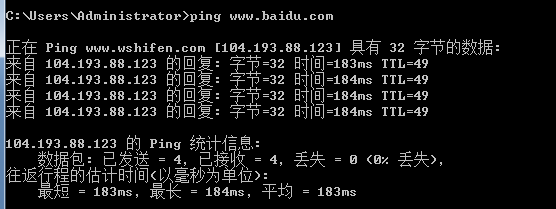 C:\Users\Administrator>ping www.baidu.com
正在 Ping www.wshifen.com [104.193.88.123] 具有 32 字节的数据:
来自 104.193.88.123 的回复: 字节=32 时间=183ms TTL=49
来自 104.193.88.123 的回复: 字节=32 时间=184ms TTL=49
来自 104.193.88.123 的回复: 字节=32 时间=184ms TTL=49
来自 104.193.88.123 的回复: 字节=32 时间=184ms TTL=49
104.193.88.123 的 Ping 统计信息:
数据包: 已发送 = 4, 已接收 = 4, 丢失 = 0 (0% 丢失),
往返行程的估计时间(以毫秒为单位):
最短 = 183ms, 最长 = 184ms, 平均 = 183ms